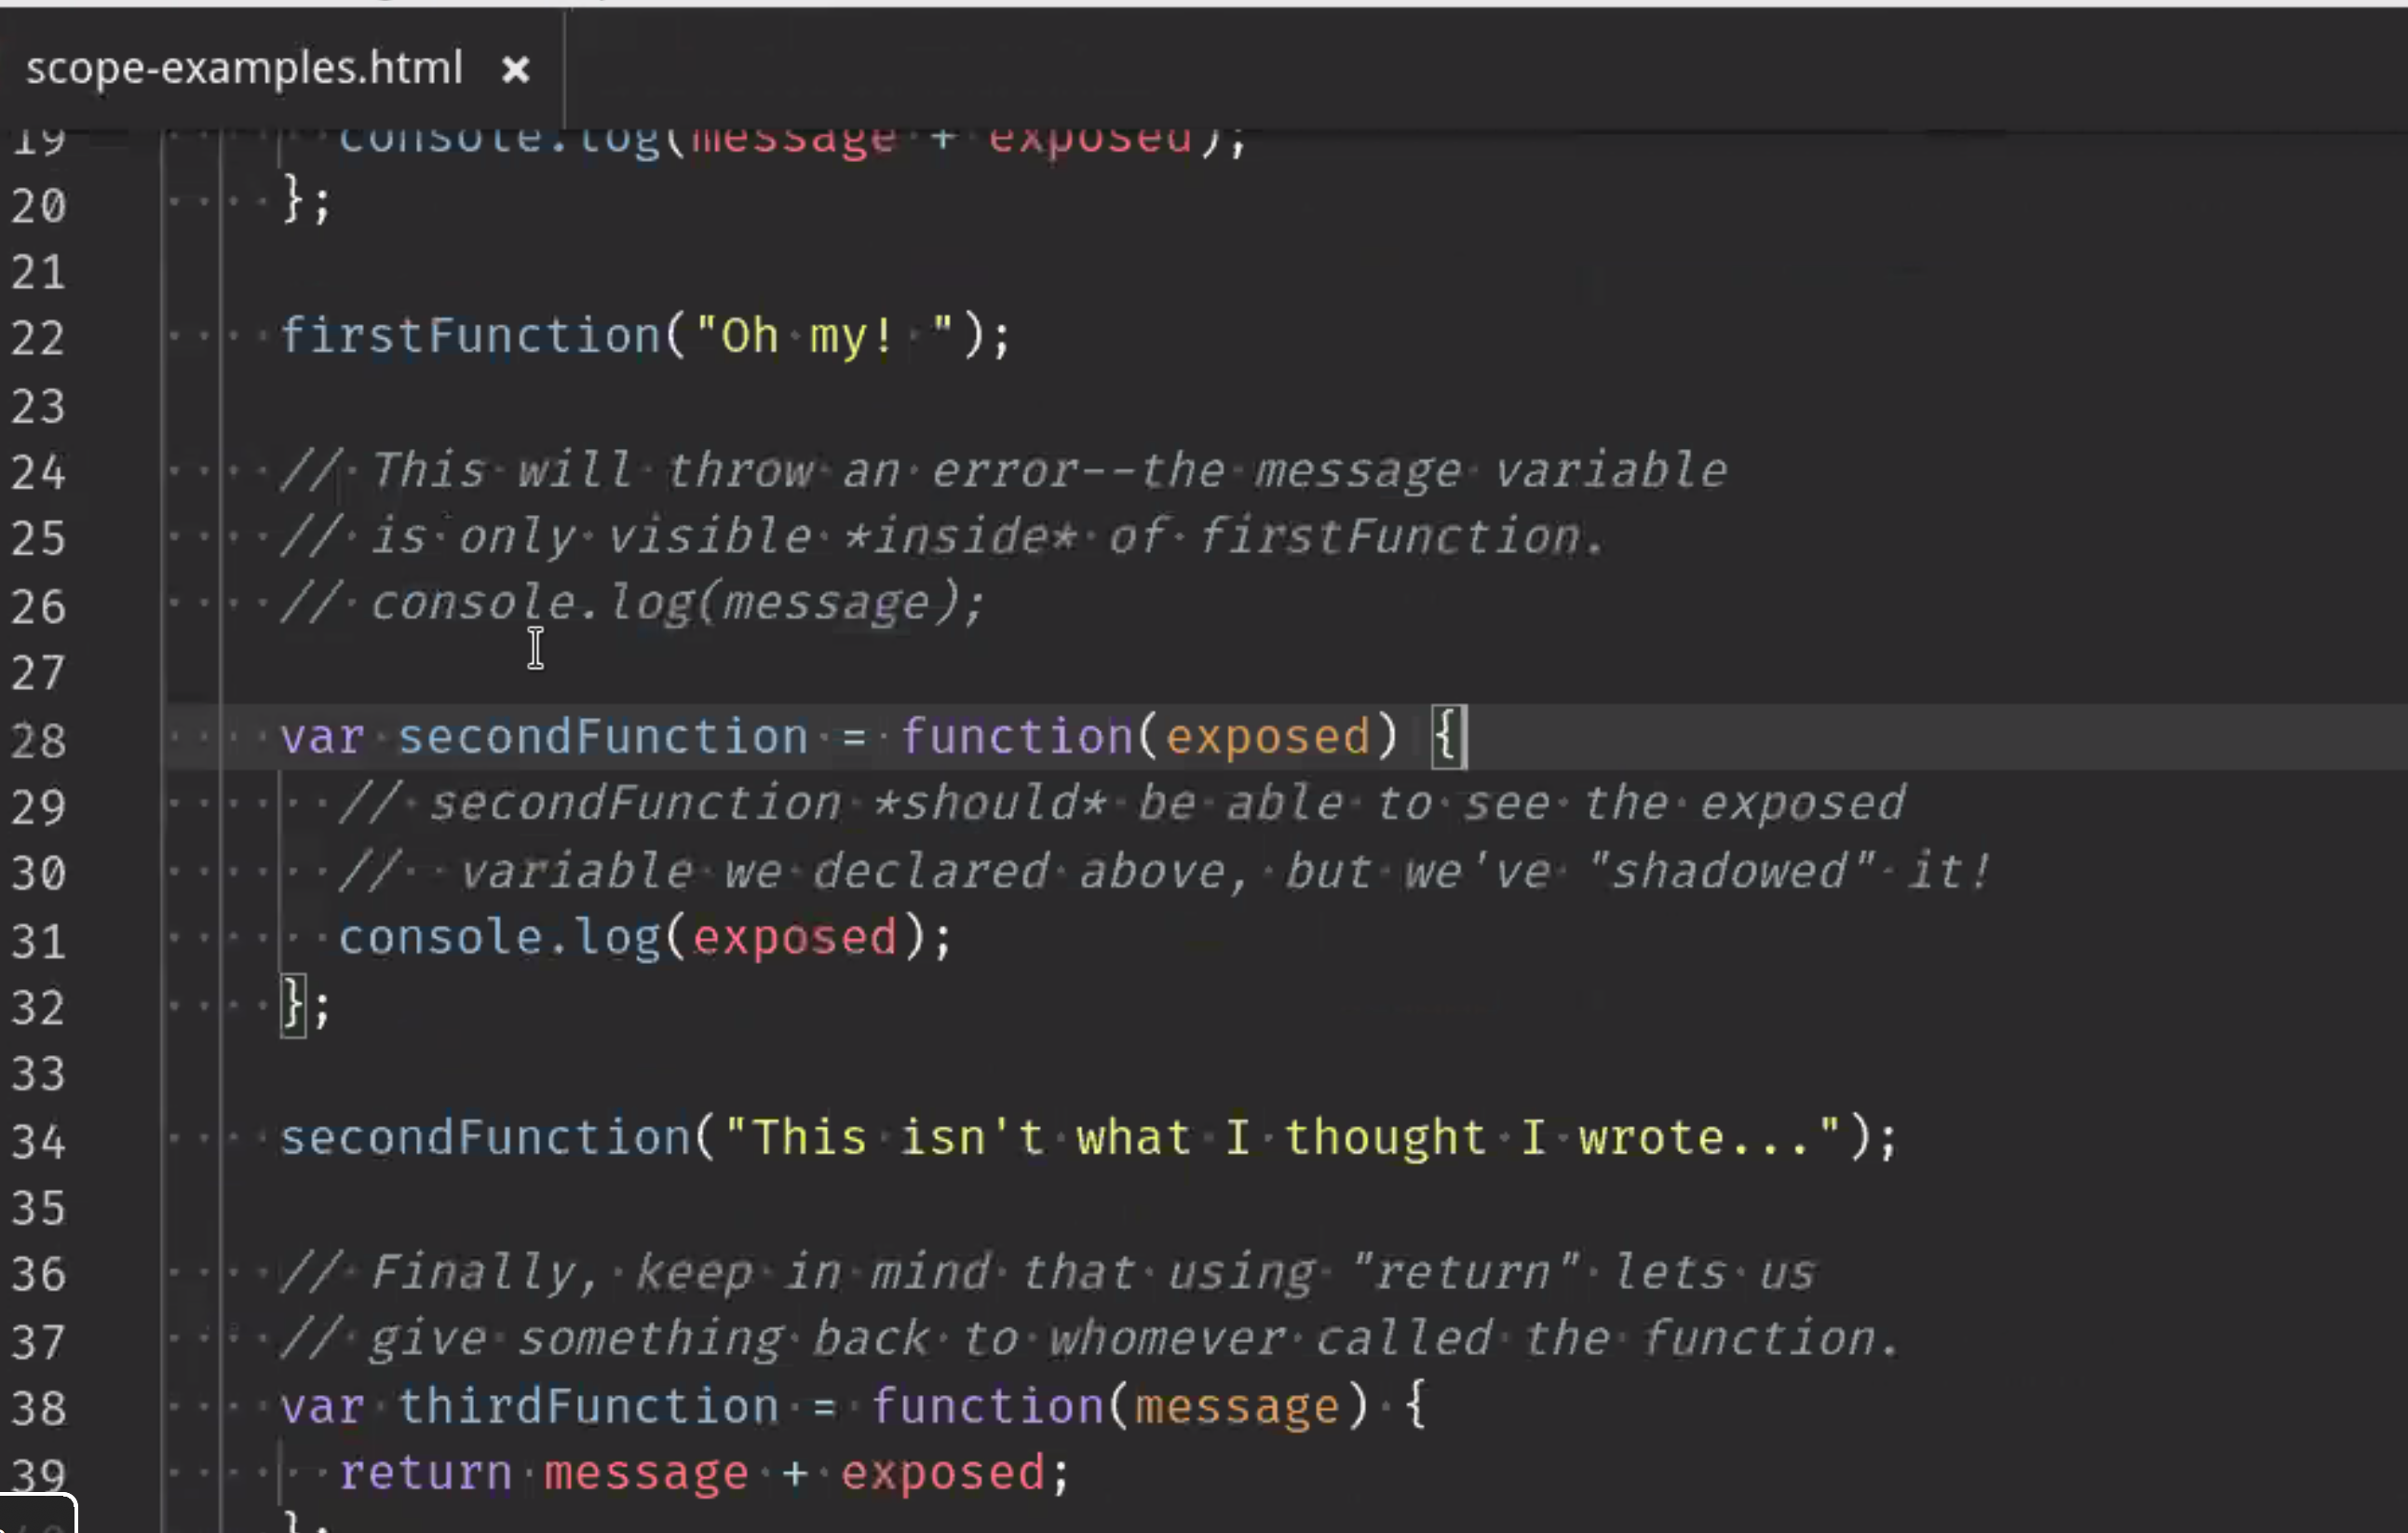 scope-examples.html ×
19 console.log(message + exposed);
20 };
21
22 firstFunction("Oh my! ");
23
24 // This will throw an error--the message variable
25 // is only visible *inside* of firstFunction.
26 // console.log(message);
27
28 var secondFunction = function(exposed) {
29 // secondFunction *should* be able to see the exposed
30 //  variable we declared above, but we've "shadowed" it!
31 console.log(exposed);
32 };
33
34 secondFunction("This isn't what I thought I wrote...");
35
36 // Finally, keep in mind that using "return" lets us
37 // give something back to whomever called the function.
38 var thirdFunction = function(message) {
39 return message + exposed;
};